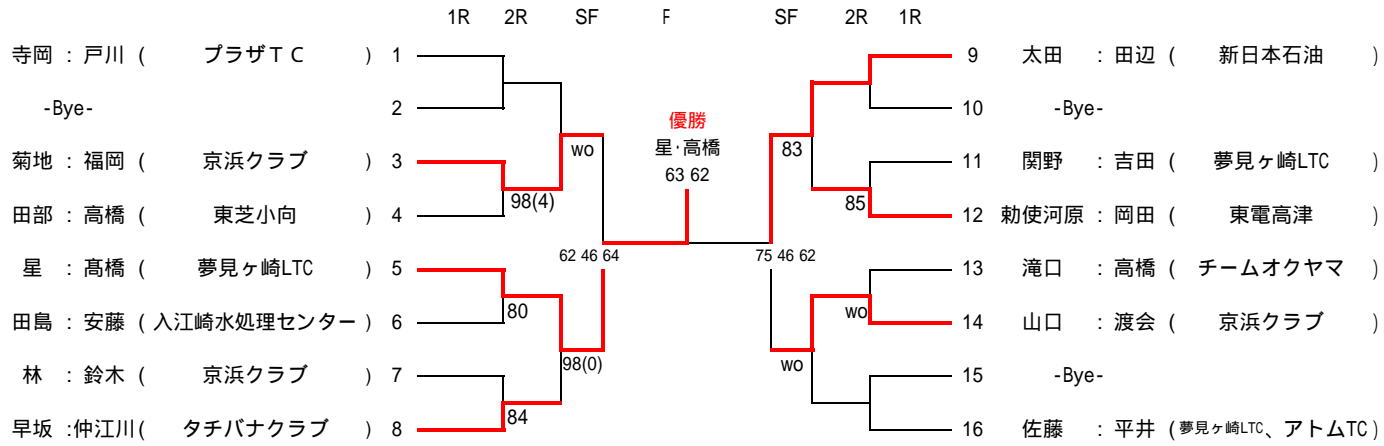 1R 2R SF F SF 2R 1R
寺岡 : 戸川 ( プラザＴＣ ) 1
-Bye- 2
菊地 : 福岡 ( 京浜クラブ ) 3
田部 : 高橋 ( 東芝小向 ) 4
星 : 髙橋 ( 夢見ヶ崎LTC ) 5
田島 : 安藤 ( 入江崎水処理センター ) 6
林 : 鈴木 ( 京浜クラブ ) 7
早坂 :仲江川( タチバナクラブ ) 8
98(4)
80
84
wo
98(0)
62 46 64
優勝
星･高橋
63 62
75 46 62
83
wo
85
wo
9 太田 : 田辺 ( 新日本石油 )
10 -Bye-
11 関野 : 吉田 ( 夢見ヶ崎LTC )
12 勅使河原 : 岡田 ( 東電高津 )
13 滝口 : 高橋 ( チームオクヤマ )
14 山口 : 渡会 ( 京浜クラブ )
15 -Bye-
16 佐藤 : 平井 ( 夢見ヶ崎LTC、アトムTC )